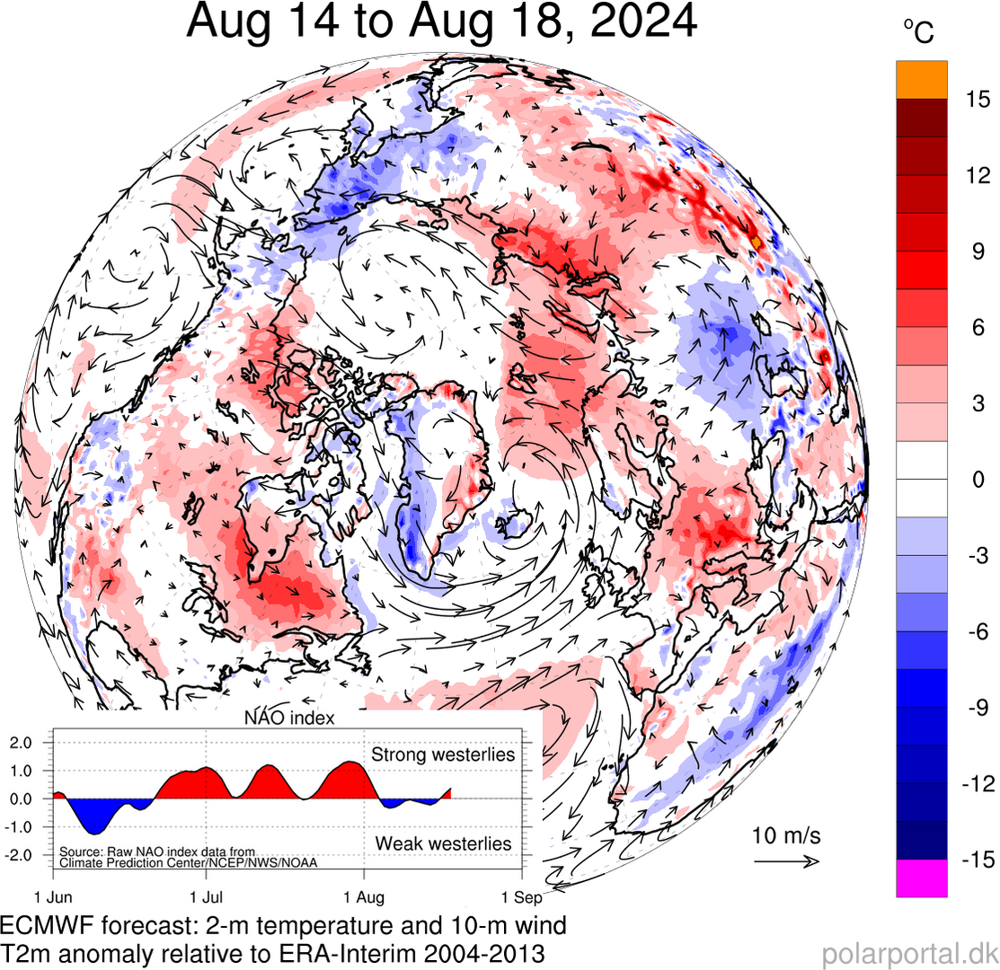 Aug 14 to Aug 18, 2024
°C
15
12
9
6
3
0
-3
-6
-9
-12
-15
NAO index
2.0
1.0
0.0
-1.0
-2.0
Strong westerlies
Weak westerlies
Source: Raw NAO index data from
Climate Prediction Center/NCEP/NWS/NOAA
1 Jun
1 Jul
1 Aug
1 Sep
10 m/s
ECMWF forecast: 2-m temperature and 10-m wind
T2m anomaly relative to ERA-Interim 2004-2013
polarportal.dk